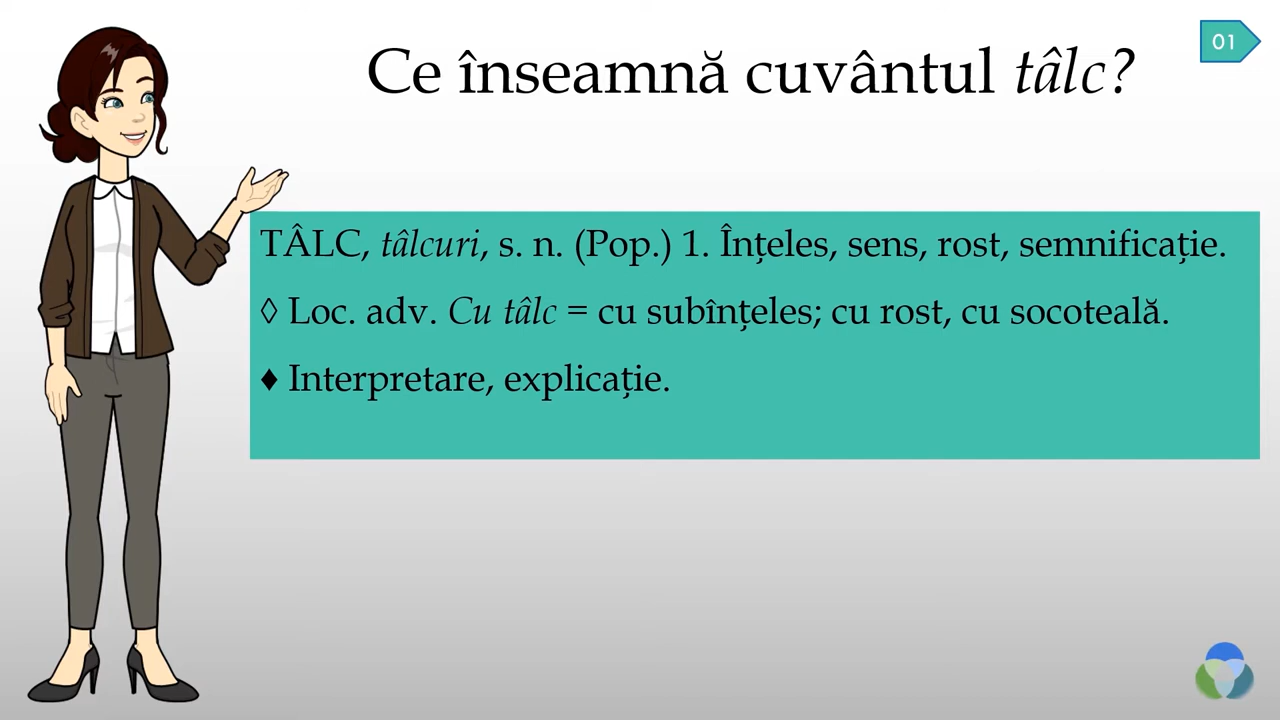 01
Ce înseamnă cuvântul tâlc?
TÂLC, tâlcuri, s. n. (Pop.) 1. Înțeles, sens, rost, semnificație.
◊ Loc. adv. Cu tâlc = cu subînțeles; cu rost, cu socoteală.
♦ Interpretare, explicație.